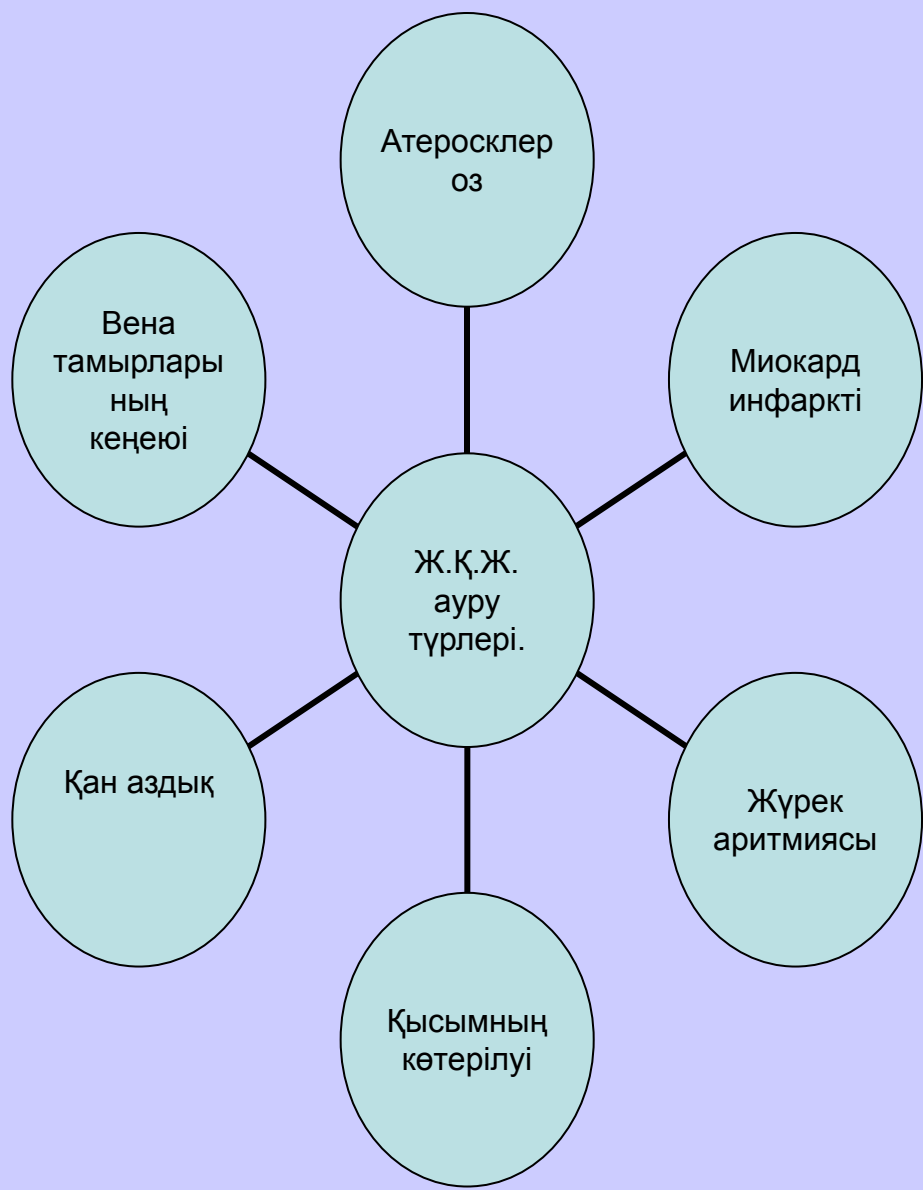 Атеросклер
оз
Вена
тамырлары
ның
кеңеюі
Миокард
инфаркті
Ж.Қ.Ж.
ауру
түрлері.
Қан аздық
Жүрек
аритмиясы
Қысымның
көтерілуі